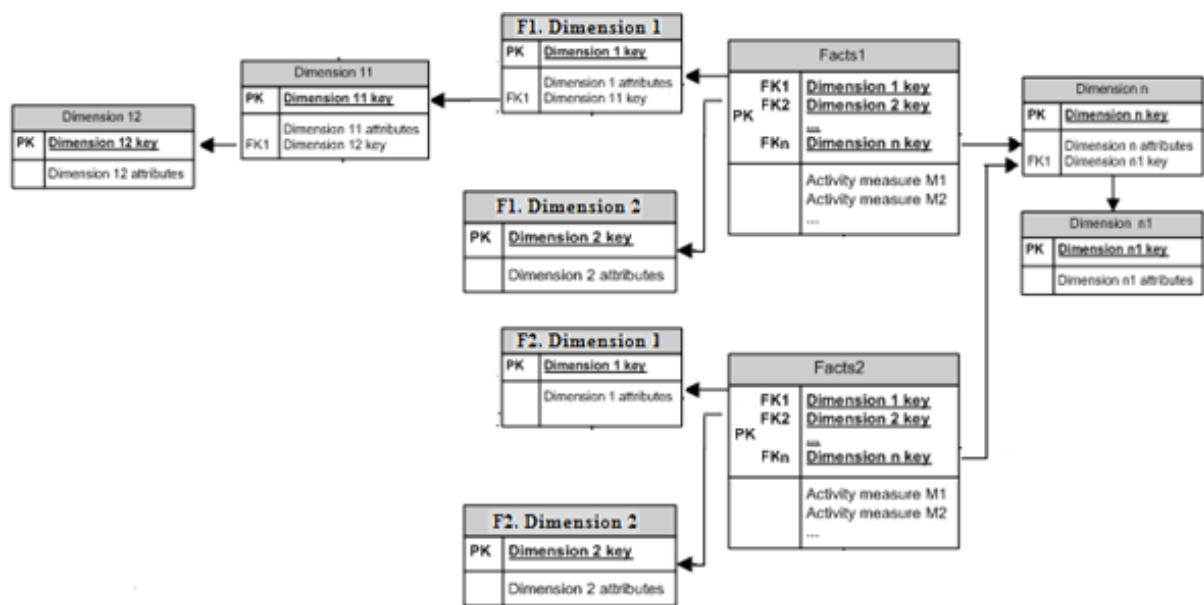 F1. Dimension 1
PK Dimension 1 key
Dimension 1 attributes
FK1 Dimension 11 key
Dimension 11
PK Dimension 11 key
Dimension 11 attributes
FK1 Dimension 12 key
Dimension 12
PK Dimension 12 key
Dimension 12 attributes
F1. Dimension 2
PK Dimension 2 key
Dimension 2 attributes
Facts1
FK1 Dimension 1 key
FK2 Dimension 2 key
PK ...
FKn Dimension n key
Activity measure M1
Activity measure M2
...
Dimension n
PK Dimension n key
Dimension n attributes
FK1 Dimension n1 key
Dimension n1
PK Dimension n1 key
Dimension n1 attributes
F2. Dimension 1
PK Dimension 1 key
Dimension 1 attributes
F2. Dimension 2
PK Dimension 2 key
Dimension 2 attributes
Facts2
FK1 Dimension 1 key
FK2 Dimension 2 key
PK ...
FKn Dimension n key
Activity measure M1
Activity measure M2
...